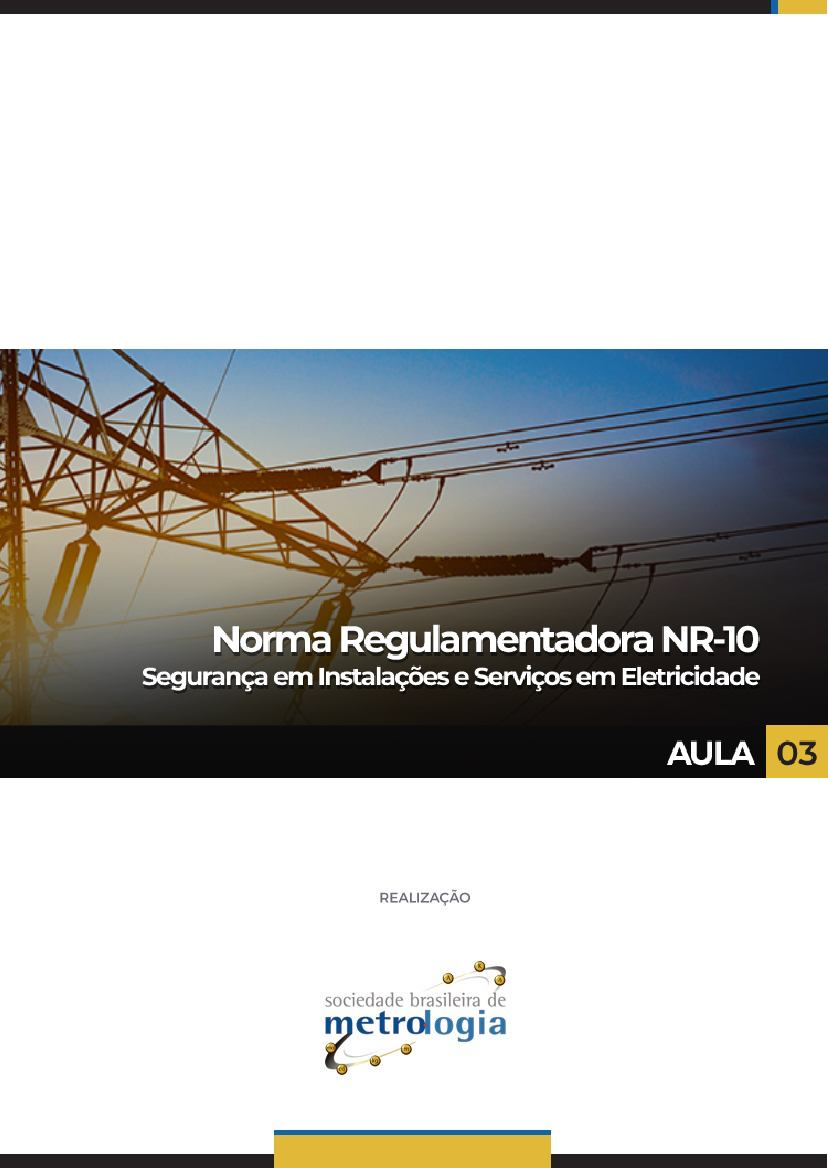 Norma Regulamentadora NR-10
Segurança em Instalações e Serviços em Eletricidade
AULA 03
REALIZAÇÃO
sociedade brasileira de
metrologia